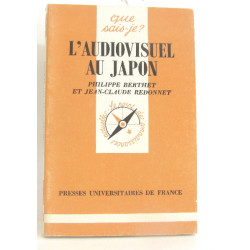 que
sais-je?
L'AUDIOVISUEL
AU JAPON
PHILIPPE BERTHET
ET JEAN-CLAUDE REDONNET
PRESSES UNIVERSITAIRES DE FRANCE